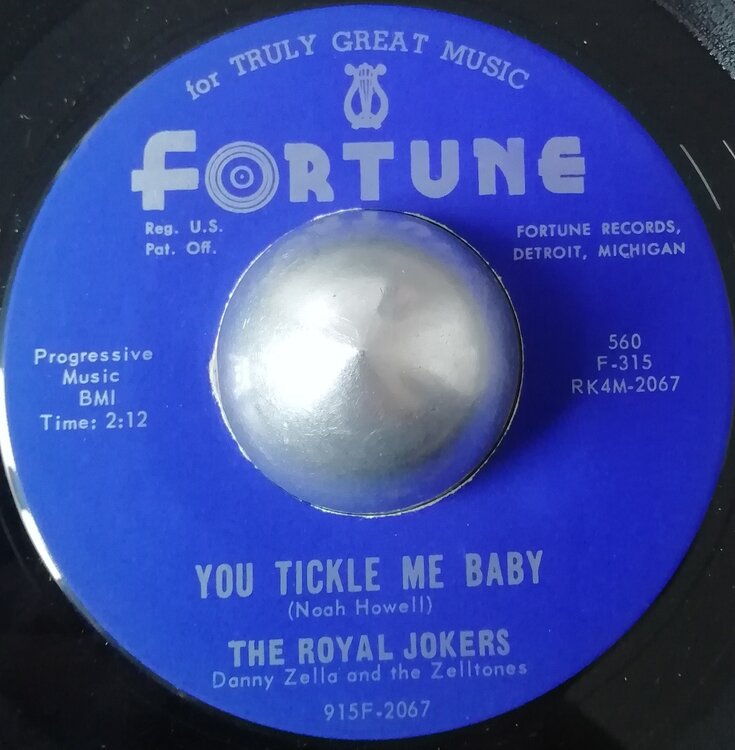 for TRULY GREAT MUSIC
FORTUNE
Reg. U.S.
Pat. Off.
FORTUNE RECORDS,
DETROIT, MICHIGAN
Progressive
Music
BMI
Time: 2:12
560
F-315
RK4M-2067
YOU TICKLE ME BABY
(Noah Howell)
THE ROYAL JOKERS
Danny Zella and the Zelltones
915F-2067